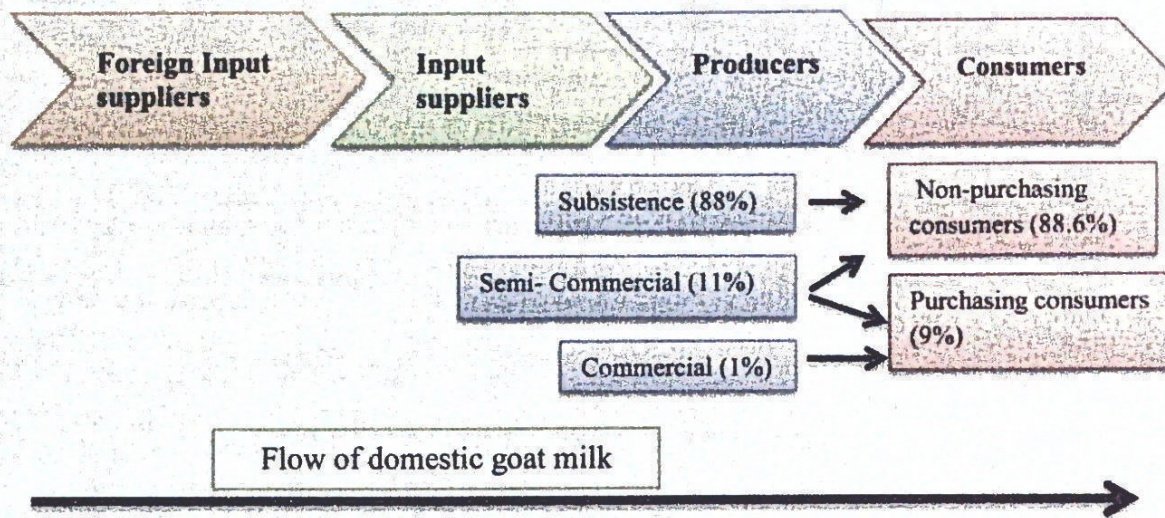 Foreign Input
suppliers
Input
suppliers
Producers
Consumers
Subsistence (88%)
Non-purchasing
consumers (88.6%)
Semi- Commercial (11%)
Purchasing consumers
(9%)
Commercial (1%)
Flow of domestic goat milk